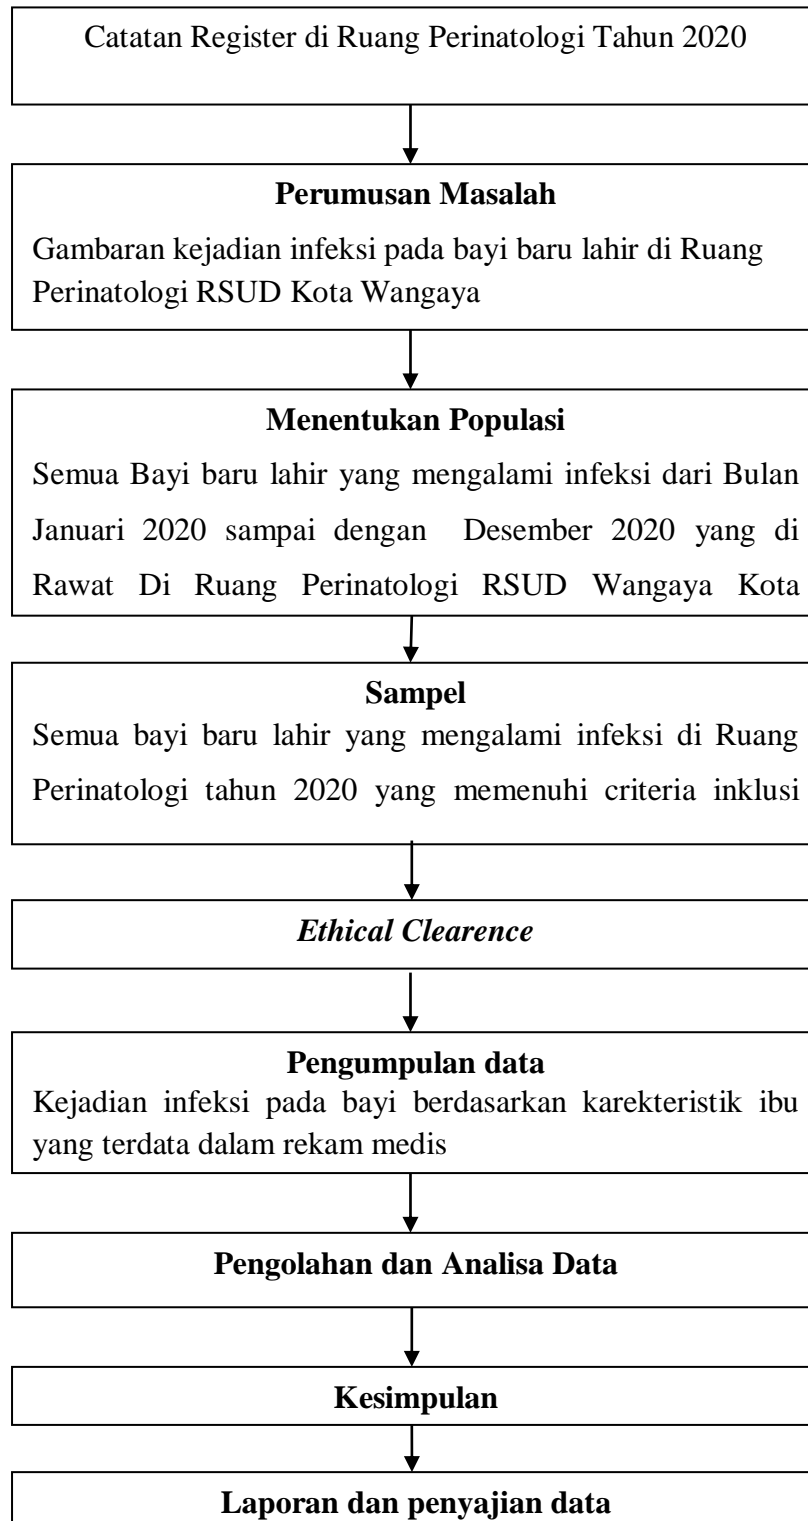 Catatan Register di Ruang Perinatologi Tahun 2020
Perumusan Masalah
Gambaran kejadian infeksi pada bayi baru lahir di Ruang
Perinatologi RSUD Kota Wangaya
Menentukan Populasi
Semua Bayi baru lahir yang mengalami infeksi dari Bulan
Januari 2020 sampai dengan Desember 2020 yang di
Rawat Di Ruang Perinatologi RSUD Wangaya Kota
Sampel
Semua bayi baru lahir yang mengalami infeksi di Ruang
Perinatologi tahun 2020 yang memenuhi criteria inklusi
Ethical Clearence
Pengumpulan data
Kejadian infeksi pada bayi berdasarkan karekteristik ibu
yang terdata dalam rekam medis
Pengolahan dan Analisa Data
Kesimpulan
Laporan dan penyajian data